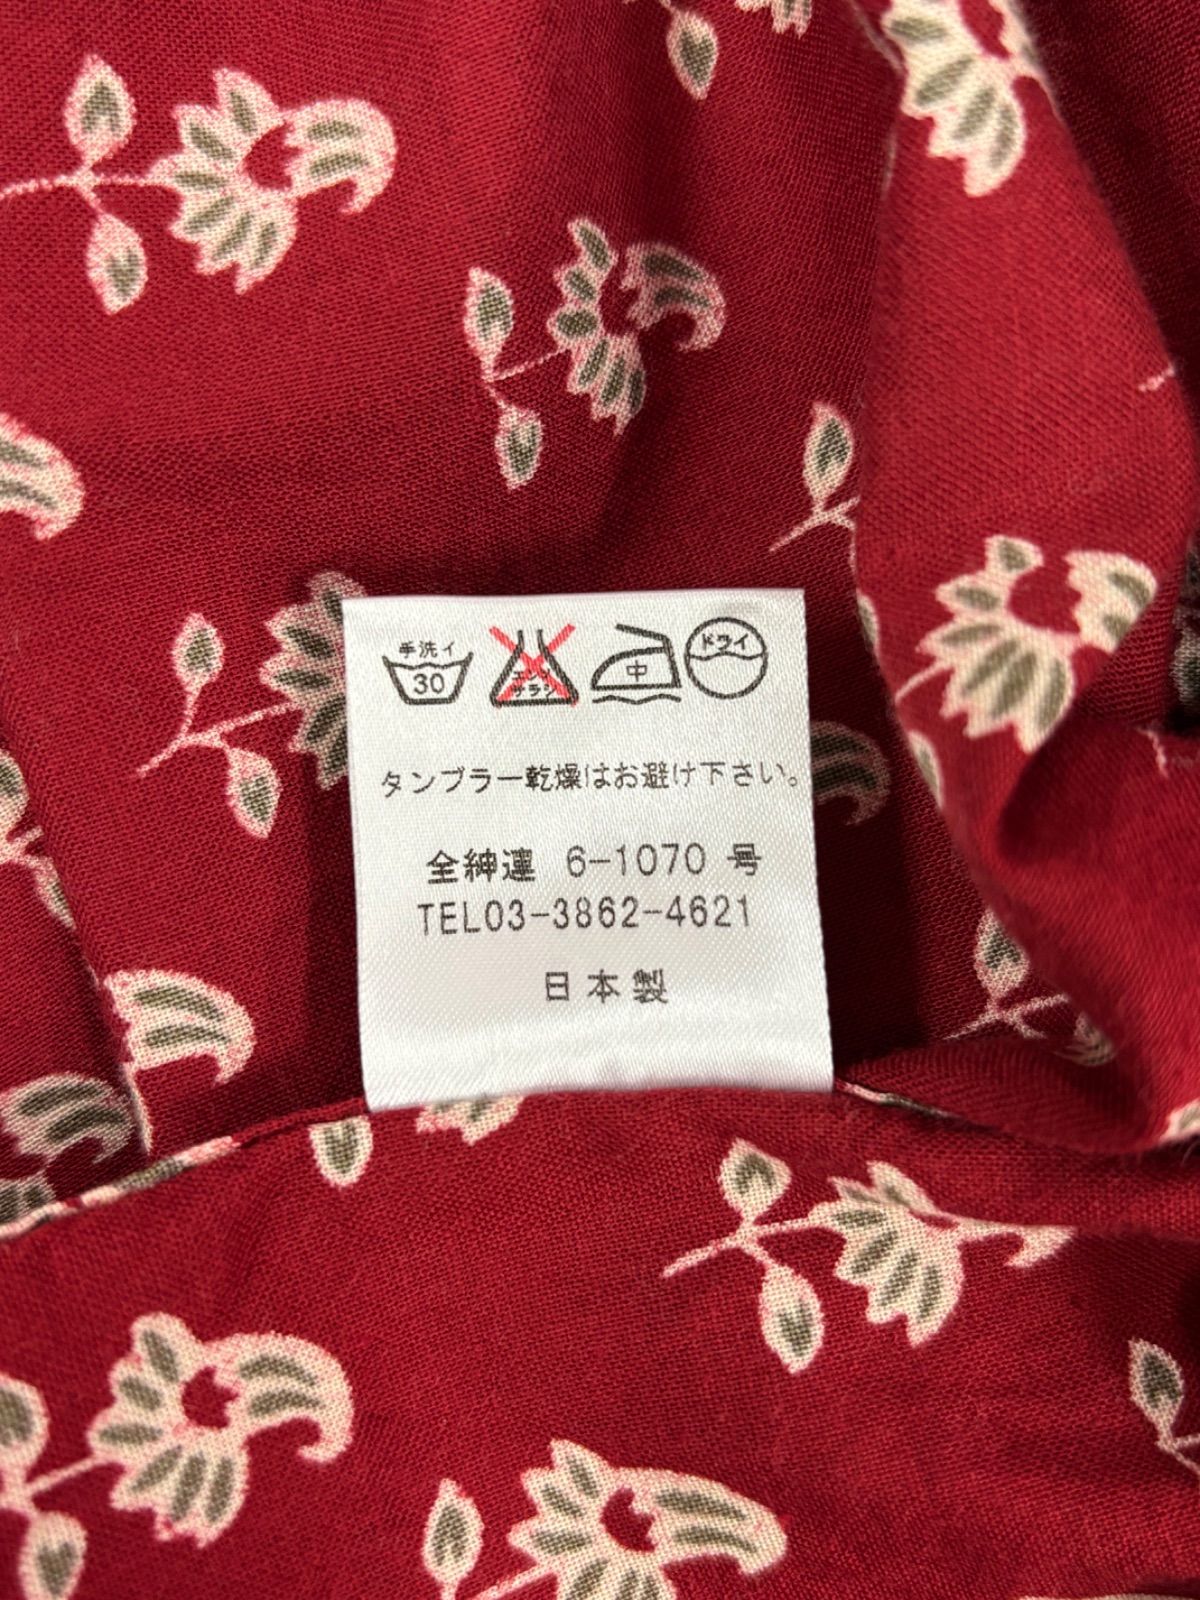 手洗イ 30 エンソサラシ 中 ドライ
タンブラー乾燥はお避け下さい。
全紳連 6-1070 号
TEL03-3862-4621
日本製